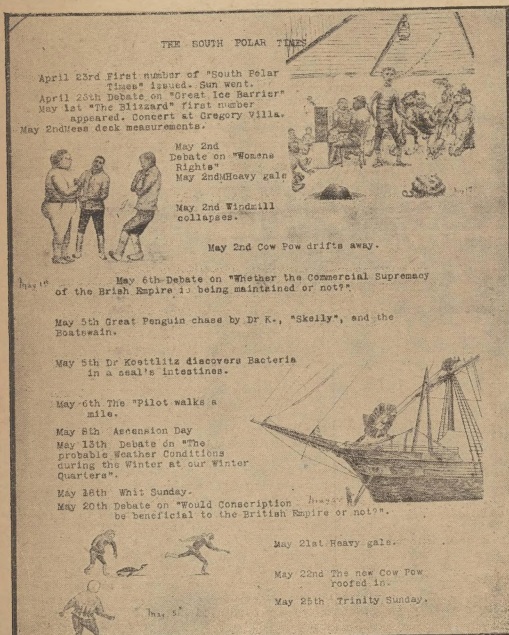 THE SOUTH POLAR TIMES
April 23rd First number of "South Polar
Times" issued. Sun went.
April 25th Debate on "Great Ice Barrier"
May 1st "The Blizzard" first number
appeared. Concert at Gregory Villa.
May 2ndMess deck measurements.
May 2nd
Debate on "Womens
Rights"
May 2ndMHeavy gale
May 2nd Windmill
collapses.
May 2nd Cow Pow drifts away.
May 1st
May 6th Debate on "Whether the Commercial Supremacy
of the Brish Empire is being maintained or not?".
May 5th Great Penguin chase by Dr K., "Skelly", and the
Boatswain.
May 5th Dr Koettlitz discovers Bacteria
in a seal's intestines.
May 6th The "Pilot walks a
mile.
May 8th Ascension Day
May 13th Debate on "The
probable Weather Conditions
during the Winter at our Winter
Quarters".
May 18th Whit Sunday.
May 20th Debate on "Would Conscription
be beneficial to the British Empire or not?".
May 21st Heavy gale.
May 22nd The new Cow Pow
roofed in.
May 25th Trinity Sunday.
May 5th